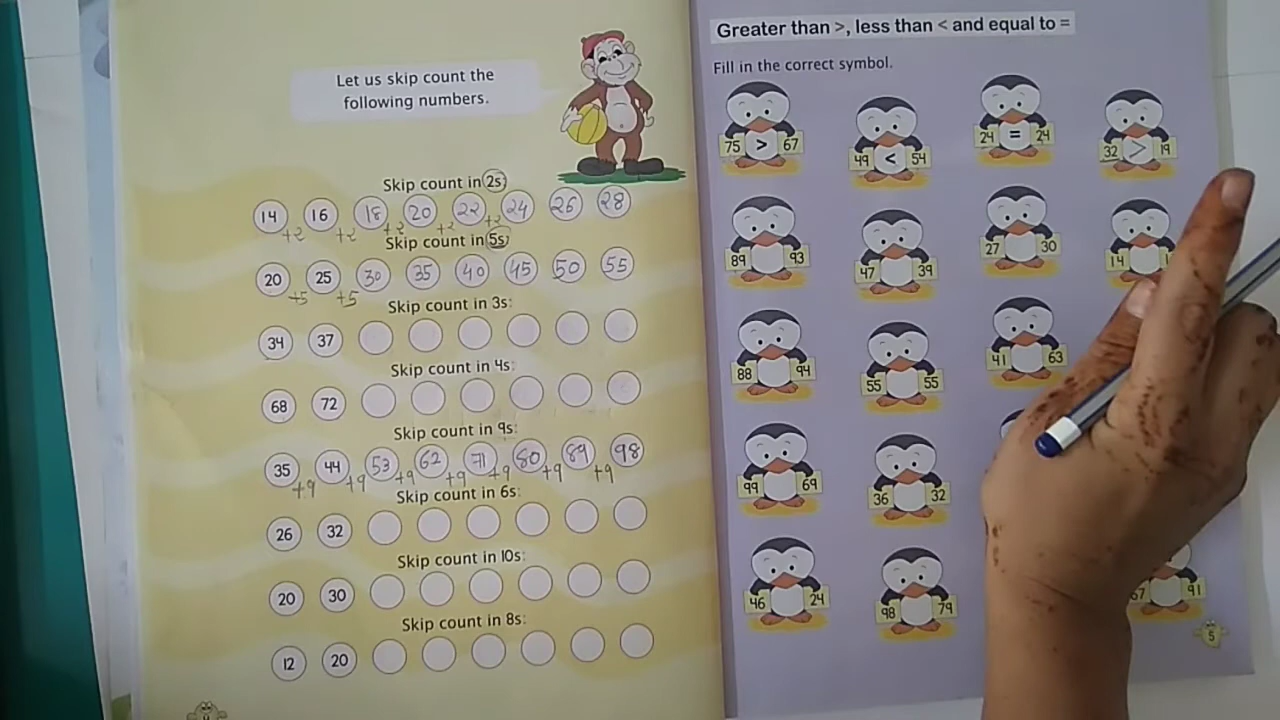 Let us skip count the
following numbers.
Skip count in 2s
14 16 18 20 22 24 26 28
+2 +2 +2 +2 +2
Skip count in 5s:
20 25 30 35 40 45 50 55
+5 +5
Skip count in 3s:
34 37
Skip count in 4s:
68 72
Skip count in 9s:
35 44 53 62 71 80 89 98
+9 +9 +9 +9 +9 +9 +9
Skip count in 6s:
26 32
Skip count in 10s:
20 30
Skip count in 8s:
12 20
Greater than >, less than < and equal to =
Fill in the correct symbol.
75 > 67 49 < 54 24 = 24 32 > 19
89 93 47 39 27 30 14
88 94 55 55 41 63
99 69 36 32
46 24 98 79 91
5